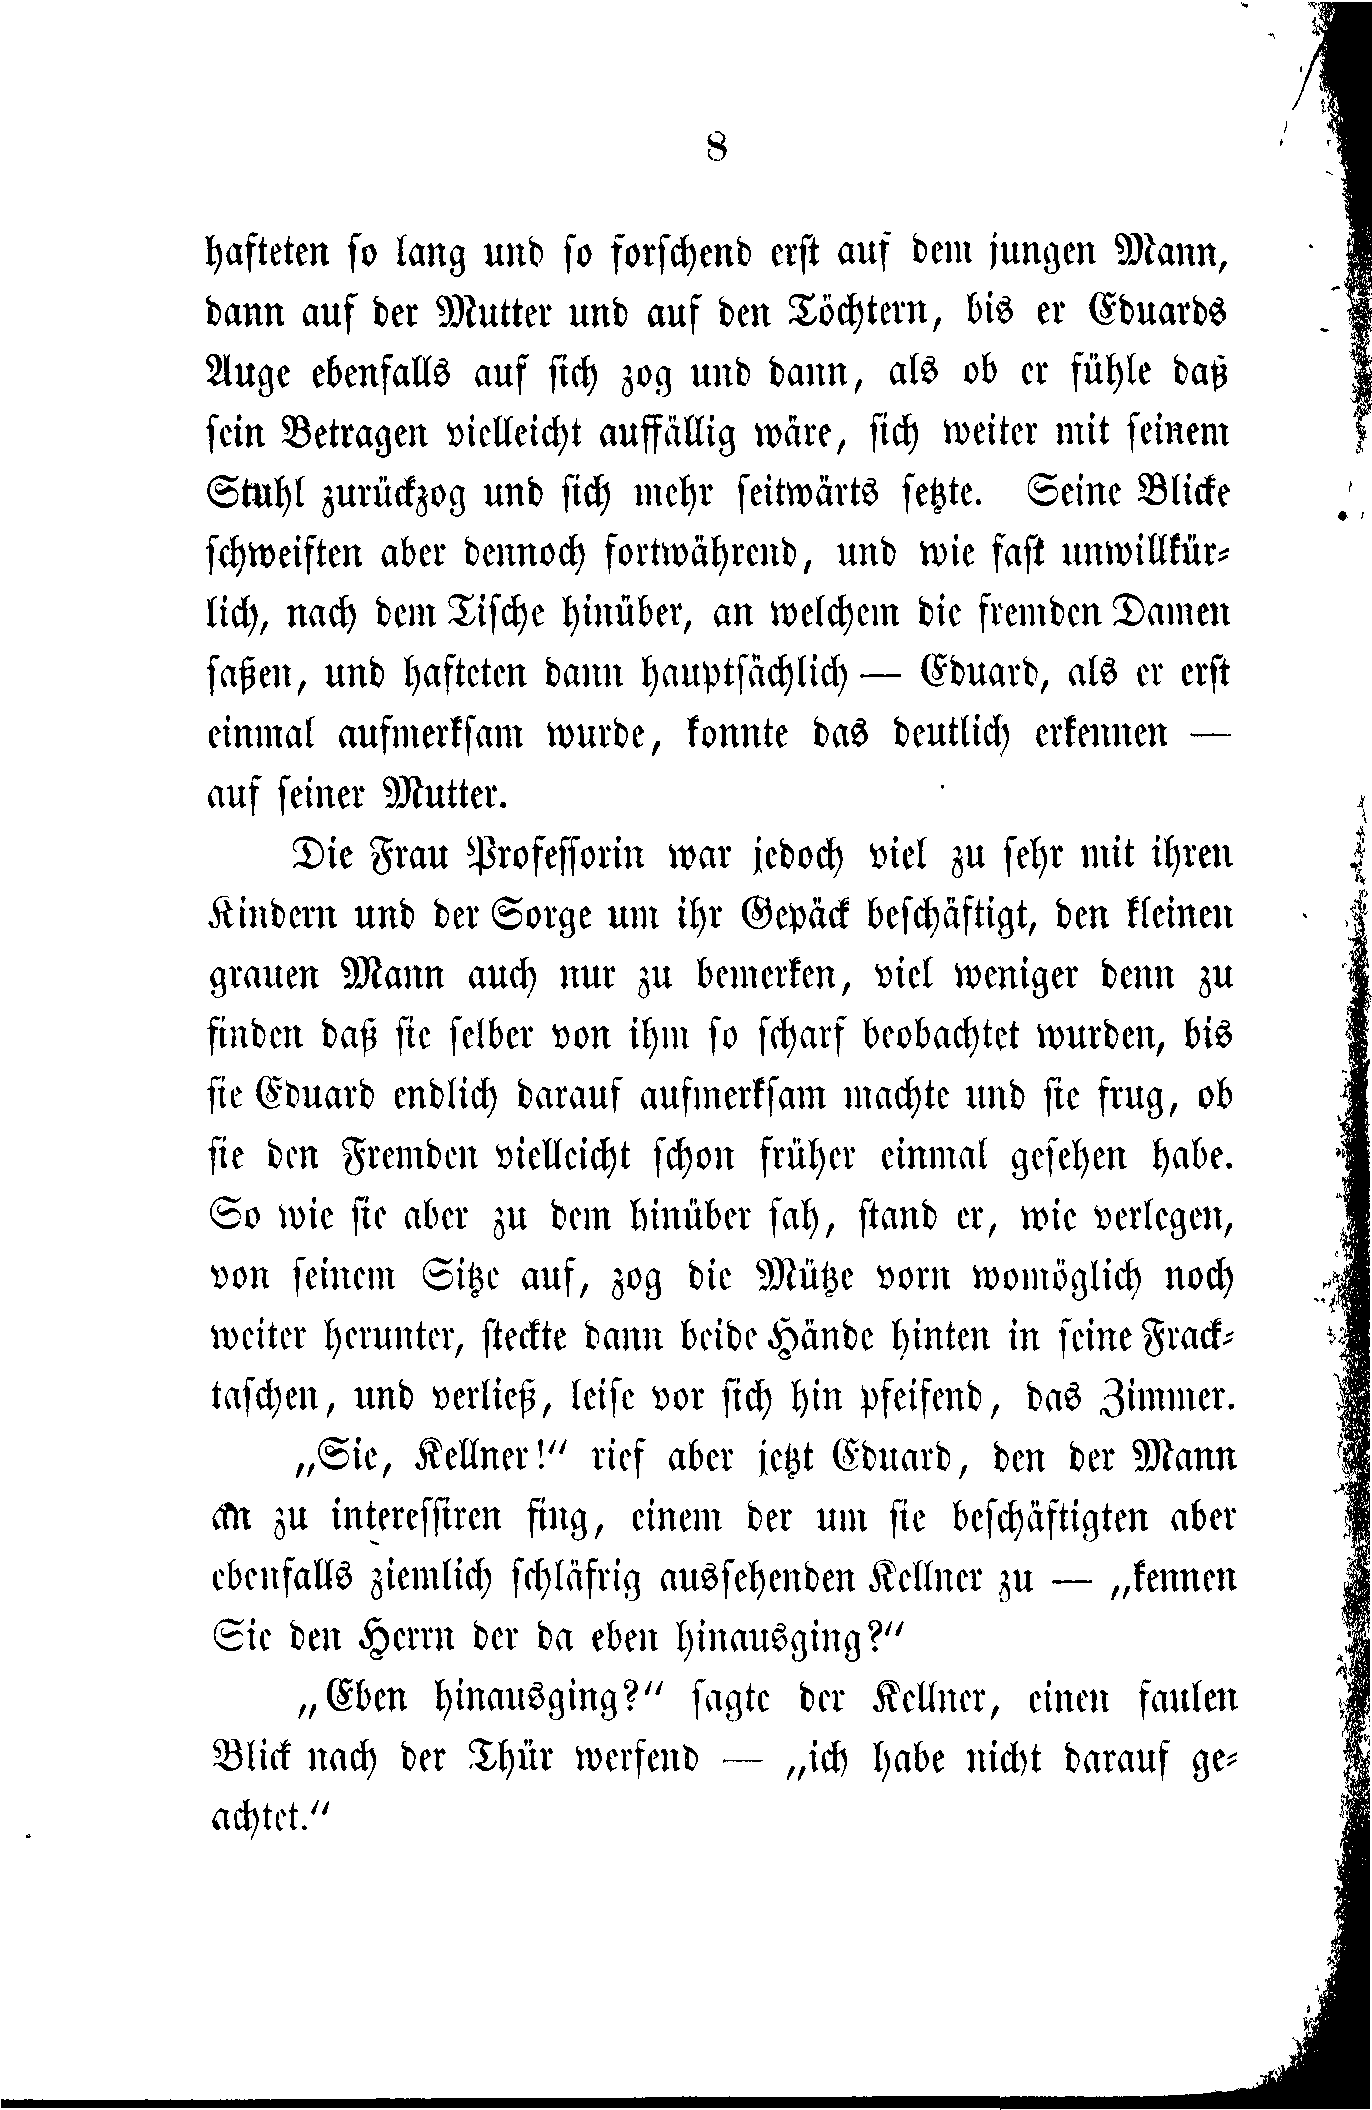 8
hafteten so lang und so forschend erst auf dem jungen Mann,
dann auf der Mutter und auf den Töchtern, bis er Eduards
Auge ebenfalls auf sich zog und dann, als ob er fühle daß
sein Betragen vielleicht auffällig wäre, sich weiter mit seinem
Stuhl zurückzog und sich mehr seitwärts setzte. Seine Blicke
schweiften aber dennoch fortwährend, und wie fast unwillkür-
lich, nach dem Tische hinüber, an welchem die fremden Damen
saßen, und hafteten dann hauptsächlich — Eduard, als er erst
einmal aufmerksam wurde, konnte das deutlich erkennen —
auf seiner Mutter.
Die Frau Professorin war jedoch viel zu sehr mit ihren
Kindern und der Sorge um ihr Gepäck beschäftigt, den kleinen
grauen Mann auch nur zu bemerken, viel weniger denn zu
finden daß sie selber von ihm so scharf beobachtet wurden, bis
sie Eduard endlich darauf aufmerksam machte und sie frug, ob
sie den Fremden vielleicht schon früher einmal gesehen habe.
So wie sie aber zu dem hinüber sah, stand er, wie verlegen,
von seinem Sitze auf, zog die Mütze vorn womöglich noch
weiter herunter, steckte dann beide Hände hinten in seine Frack-
taschen, und verließ, leise vor sich hin pfeifend, das Zimmer.
„Sie, Kellner!“ rief aber jetzt Eduard, den der Mann
an zu interessiren fing, einem der um sie beschäftigten aber
ebenfalls ziemlich schläfrig aussehenden Kellner zu — „kennen
Sie den Herrn der da eben hinausging?“
„Eben hinausging?“ sagte der Kellner, einen faulen
Blick nach der Thür werfend — „ich habe nicht darauf ge-
achtet.“